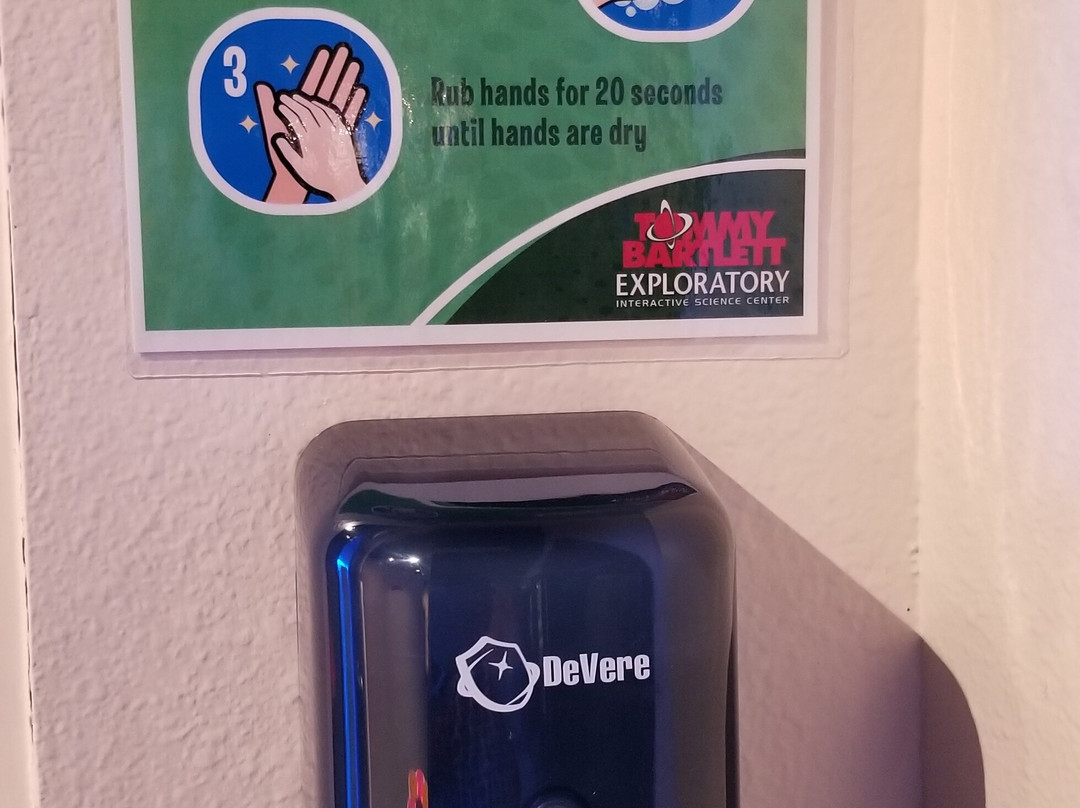 3
Rub hands for 20 seconds
until hands are dry
TOMMY
BARTLETT
EXPLORATORY
INTERACTIVE SCIENCE CENTER
DeVere